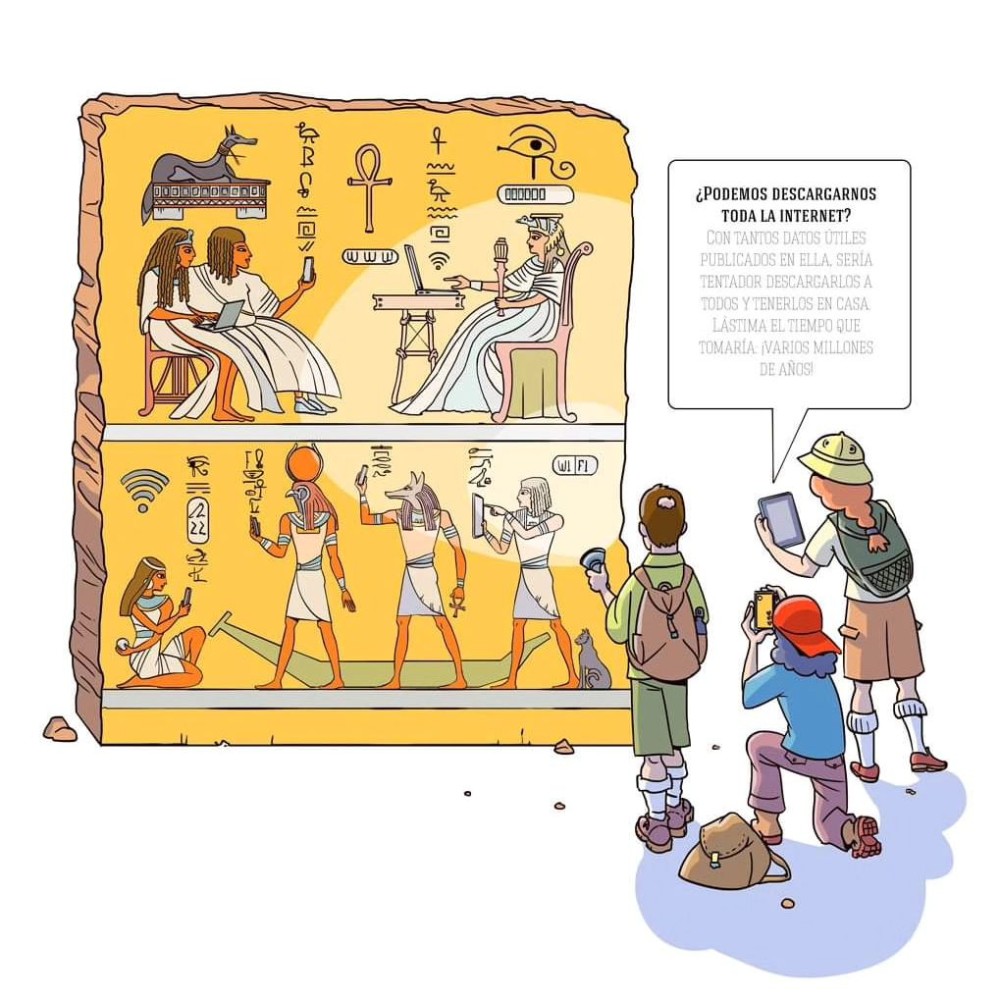 WWW
WI FI
¿PODEMOS DESCARGARNOS
TODA LA INTERNET?
CON TANTOS DATOS ÚTILES
PUBLICADOS EN ELLA, SERÍA
TENTADOR DESCARGARLOS A
TODOS Y TENERLOS EN CASA.
LÁSTIMA EL TIEMPO QUE
TOMARÍA: ¡VARIOS MILLONES
DE AÑOS!